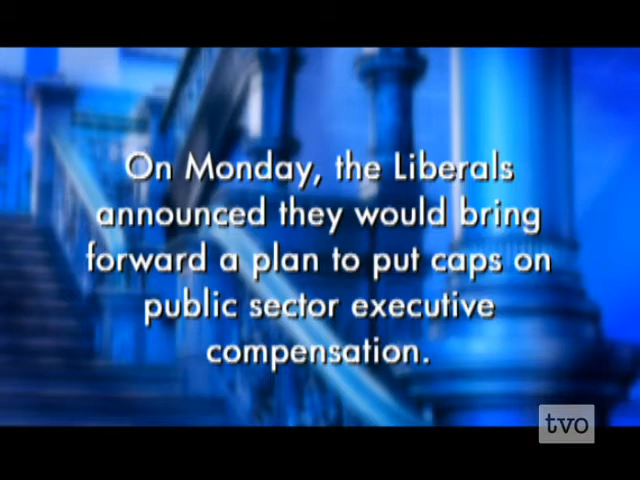 On Monday, the Liberals
announced they would bring
forward a plan to put caps on
public sector executive
compensation.
tvo